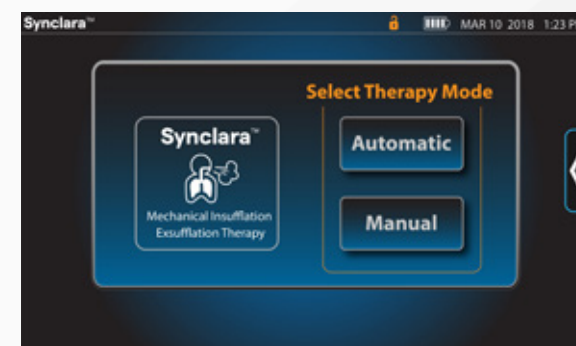 Synclara™ MAR 10 2018 1:23 P
Select Therapy Mode
Synclara™
Mechanical Insufflation
Exsufflation Therapy
Automatic
Manual